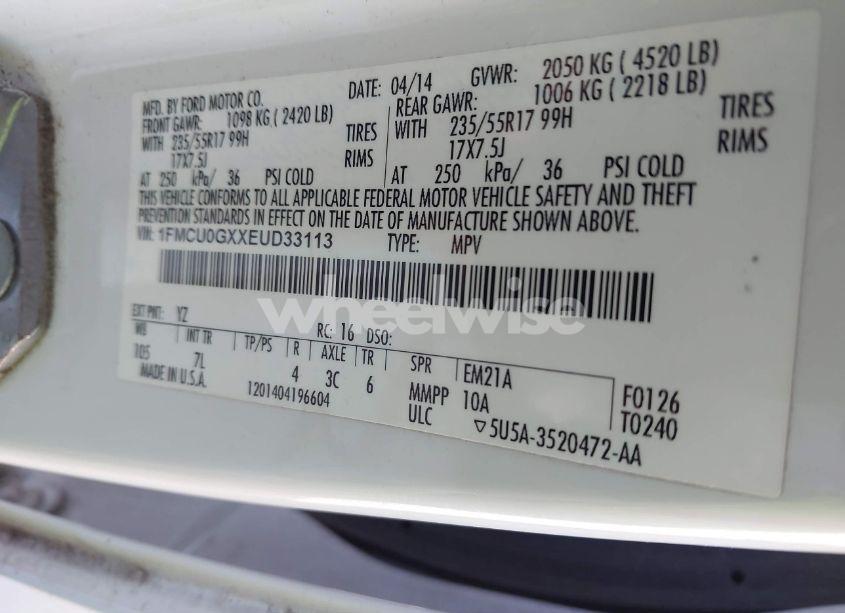 MFD. BY FORD MOTOR CO. DATE: 04/14 GVWR: 2050 KG ( 4520 LB)
FRONT GAWR: 1098 KG ( 2420 LB) REAR GAWR: 1006 KG ( 2218 LB)
WITH 235/55R17 99H TIRES WITH 235/55R17 99H TIRES
17X7.5J RIMS 17X7.5J RIMS
AT 250 kPa/ 36 PSI COLD AT 250 kPa/ 36 PSI COLD
THIS VEHICLE CONFORMS TO ALL APPLICABLE FEDERAL MOTOR VEHICLE SAFETY AND THEFT
PREVENTION STANDARDS IN EFFECT ON THE DATE OF MANUFACTURE SHOWN ABOVE.
VIN: 1FMCU0GXXEUD33113 TYPE: MPV
wheelwise
EXT PNT: YZ RC: 16 DSO:
WB INT TR TP/PS R AXLE TR SPR EM21A
105 7L 4 3C 6 MMPP 10A F0126
MADE IN U.S.A. 1201404196604 ULC ▽5U5A-3520472-AA T0240